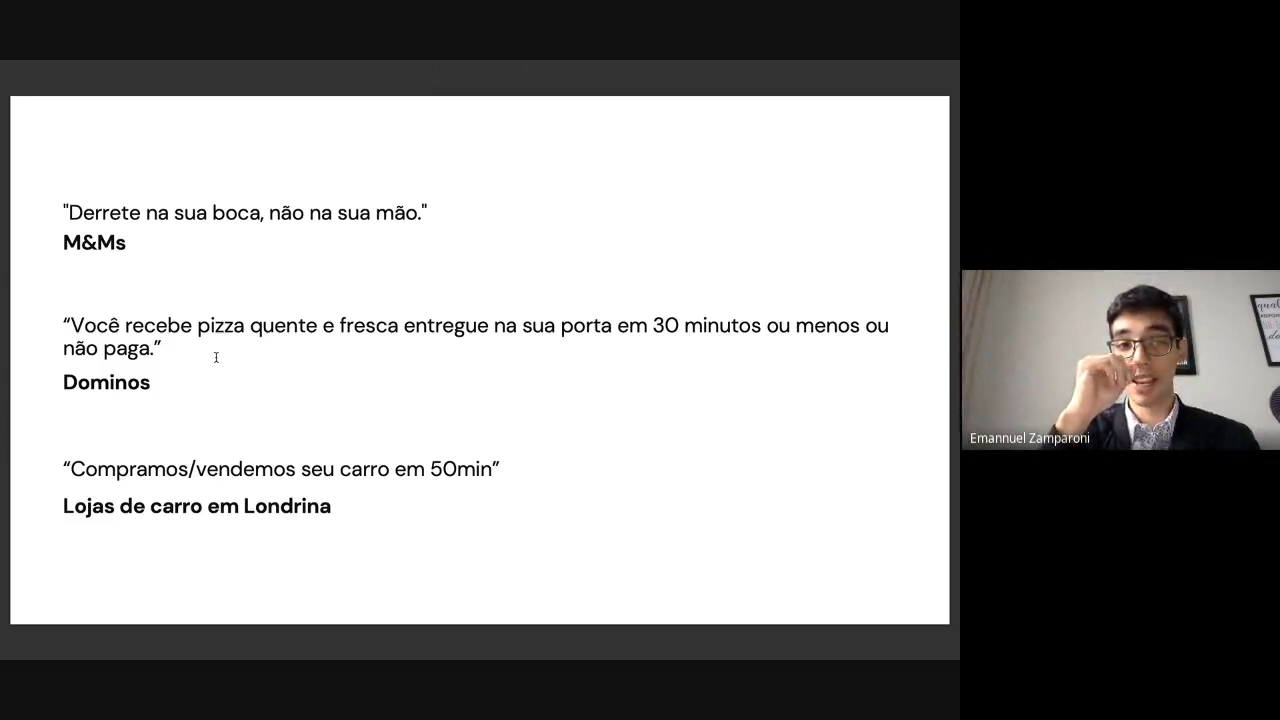 "Derrete na sua boca, não na sua mão."
M&Ms
“Você recebe pizza quente e fresca entregue na sua porta em 30 minutos ou menos ou
não paga.”
Dominos
“Compramos/vendemos seu carro em 50min”
Lojas de carro em Londrina
Emannuel Zamparoni